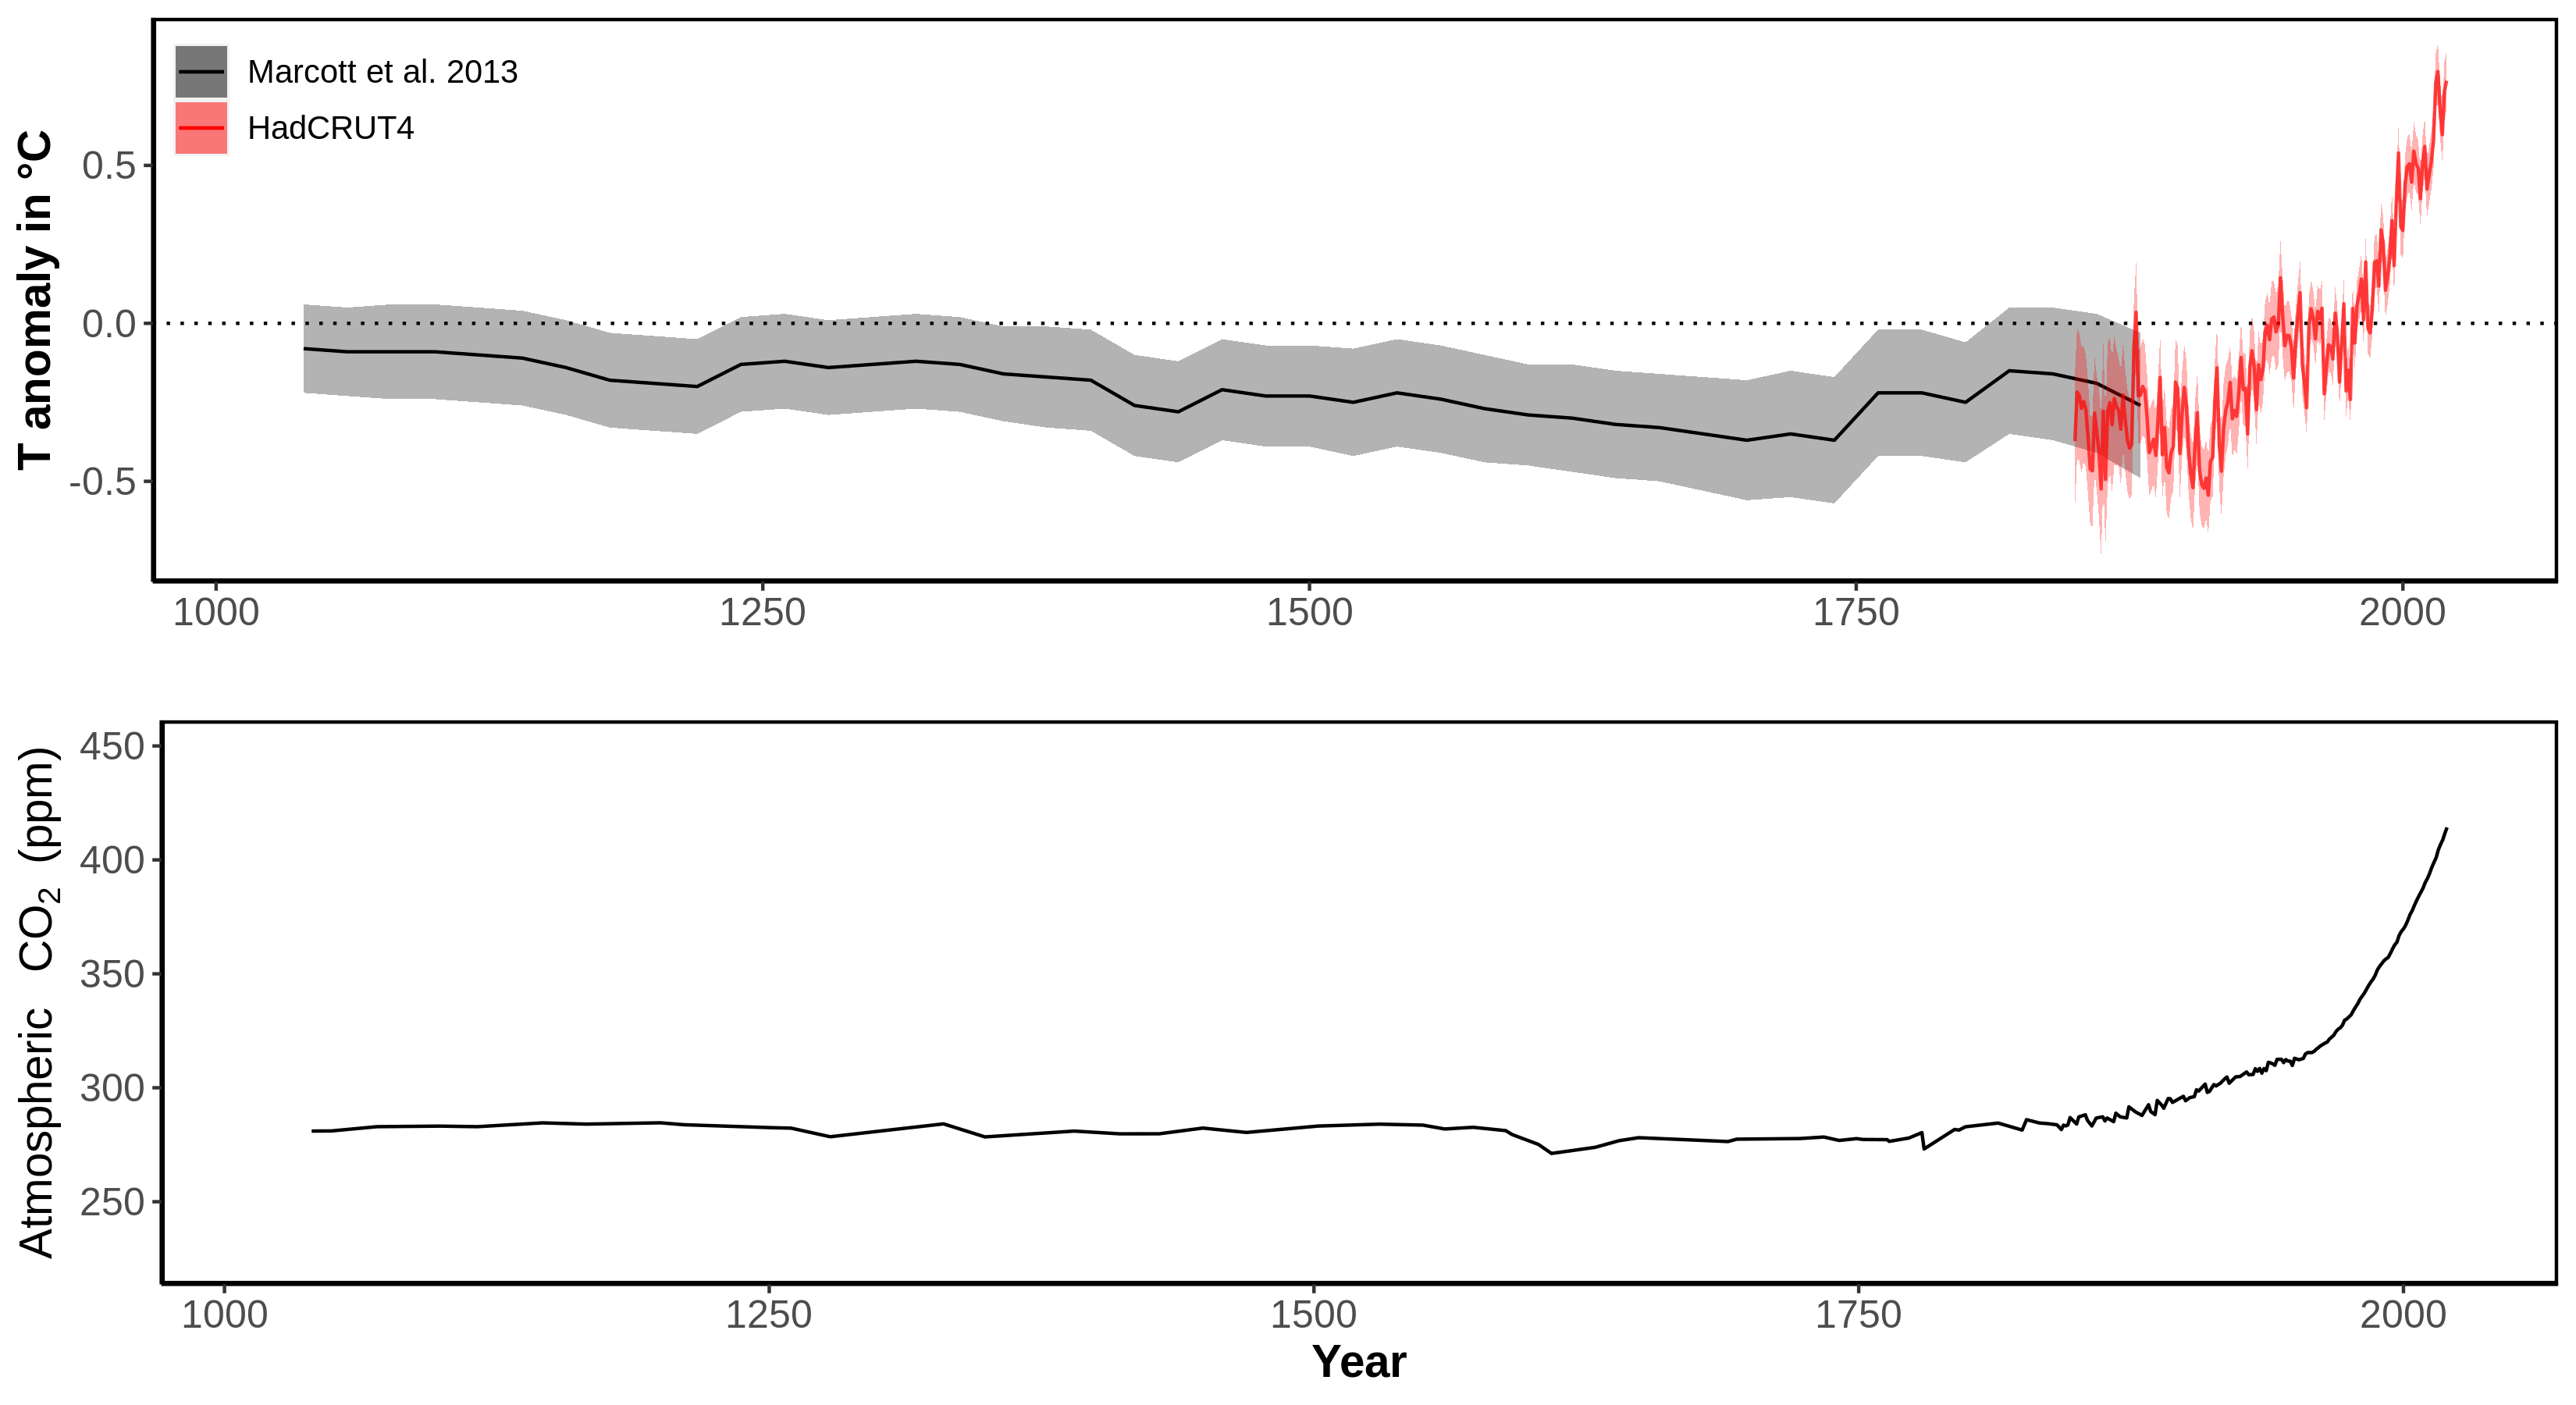 Marcott et al. 2013
HadCRUT4
T anomaly in °C
0.5
0.0
-0.5
1000 1250 1500 1750 2000
Atmospheric CO₂ (ppm)
450
400
350
300
250
1000 1250 1500 1750 2000
Year